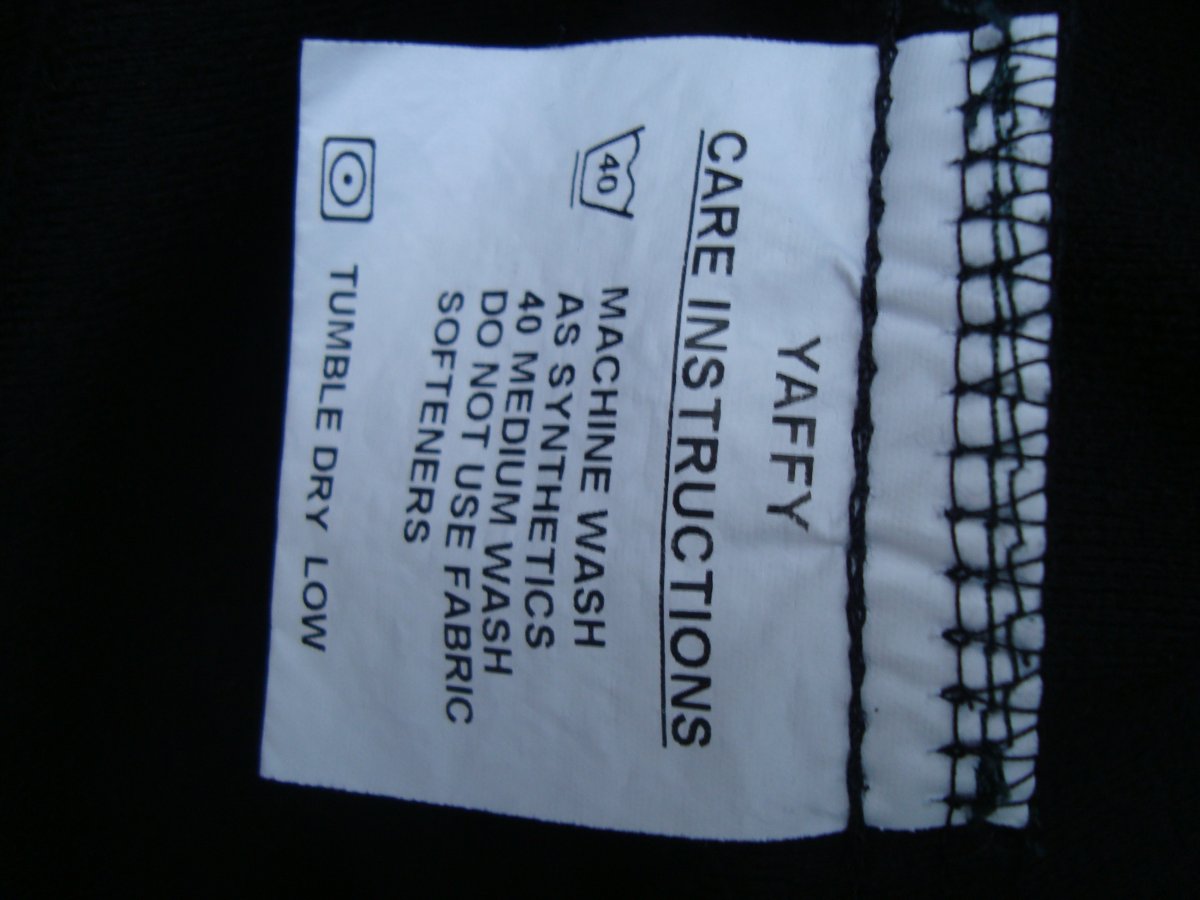 YAFFY
CARE INSTRUCTIONS
40
MACHINE WASH
AS SYNTHETICS
40 MEDIUM WASH
DO NOT USE FABRIC
SOFTENERS
TUMBLE DRY LOW